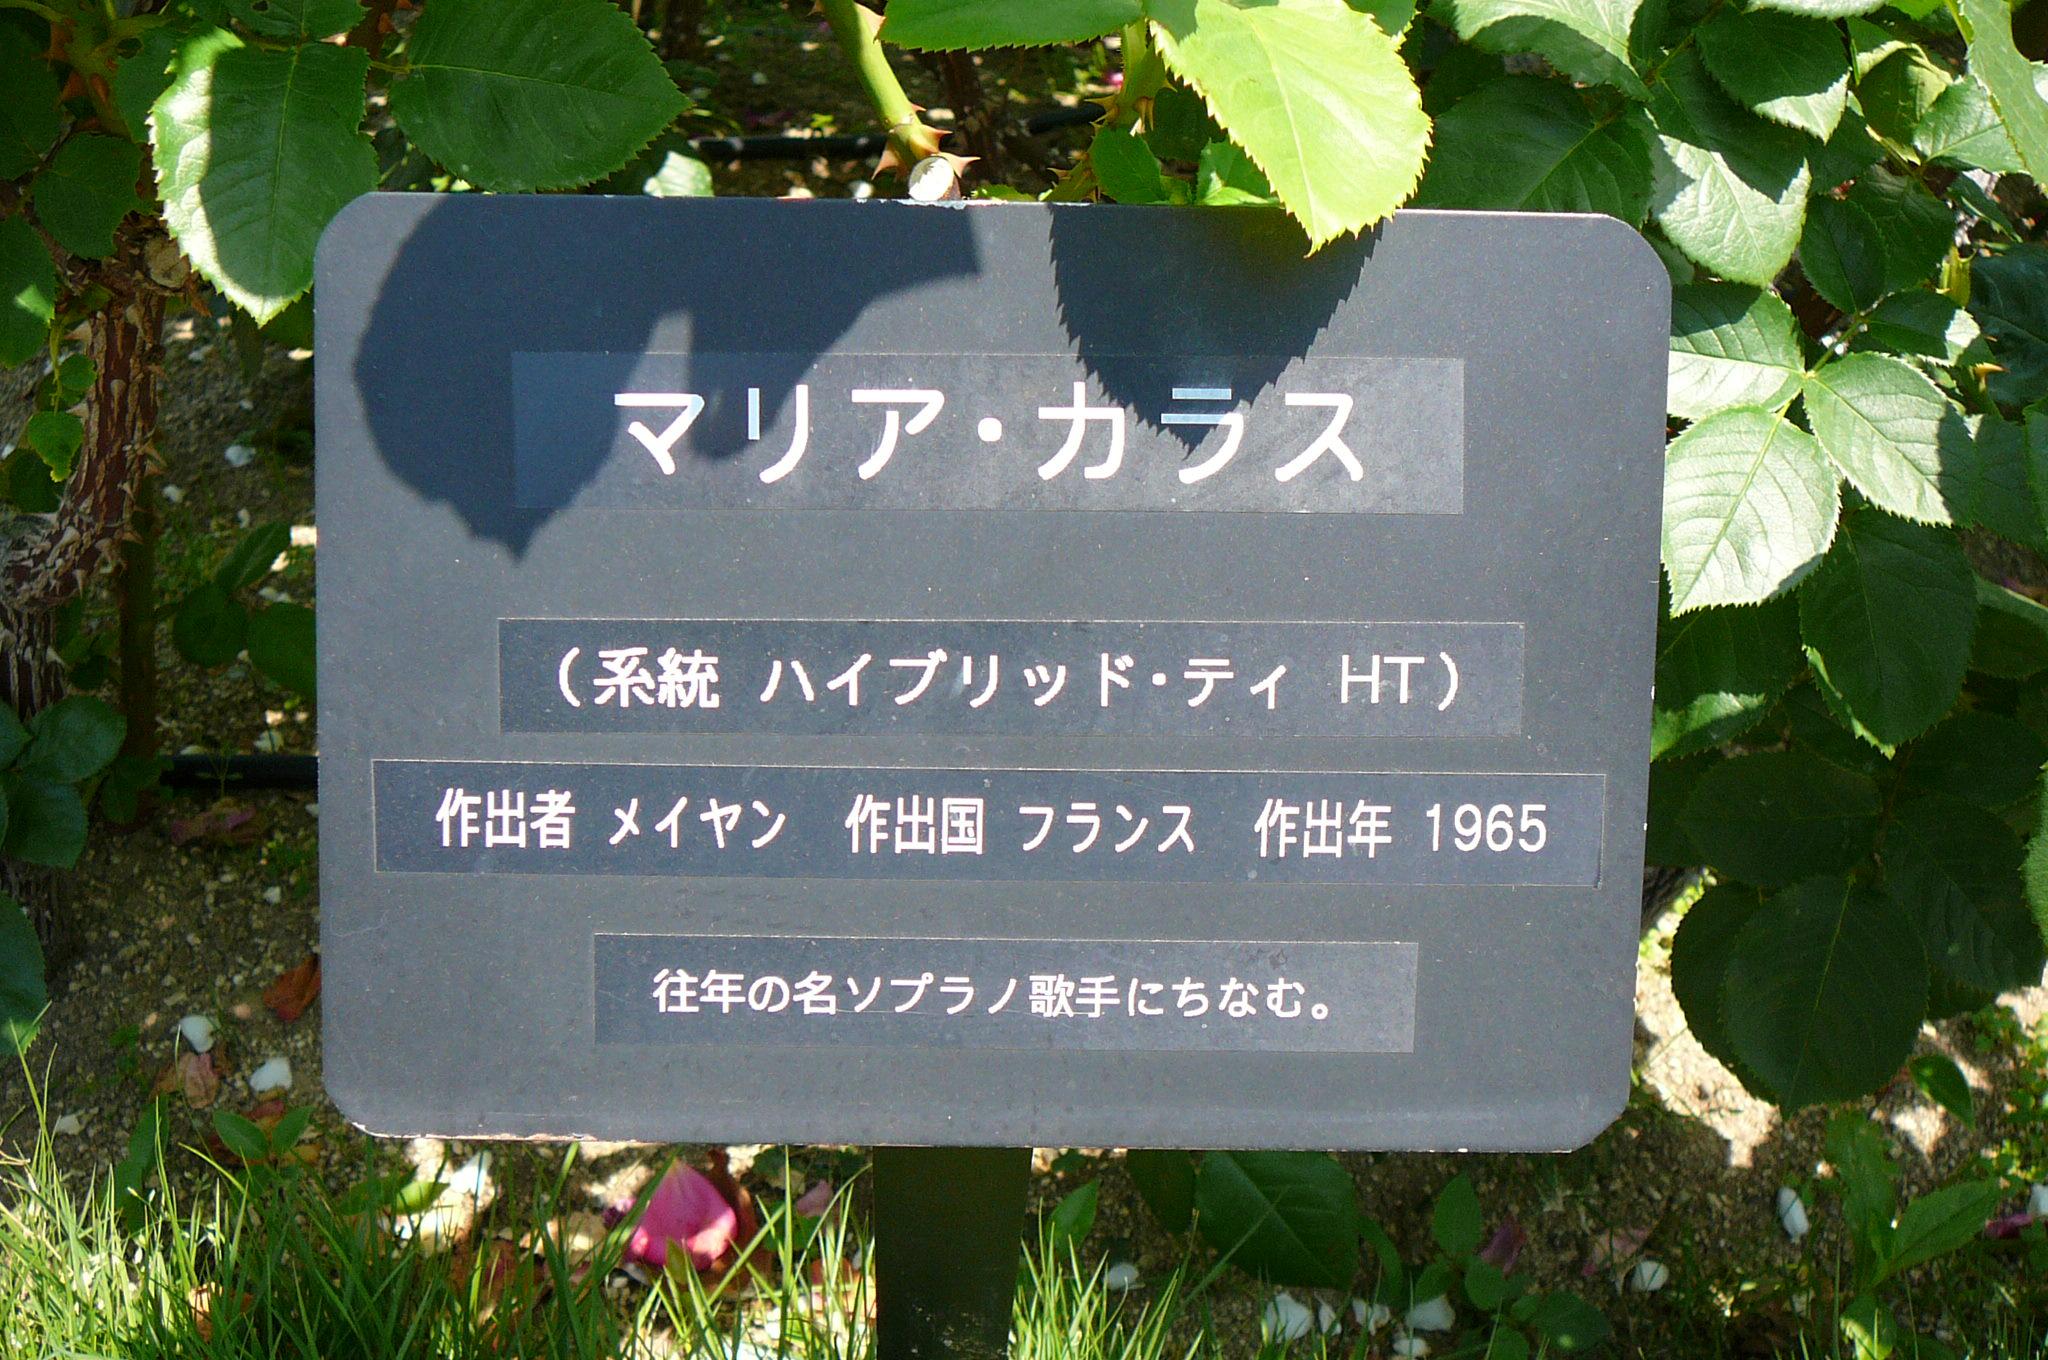 マリア・カラス
（系統 ハイブリッド・ティ HT）
作出者 メイヤン 作出国 フランス 作出年 1965
往年の名ソプラノ歌手にちなむ。